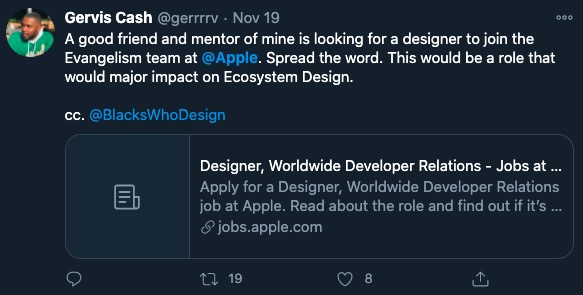 Gervis Cash @gerrrrv · Nov 19
A good friend and mentor of mine is looking for a designer to join the
Evangelism team at @Apple. Spread the word. This would be a role that
would major impact on Ecosystem Design.
cc. @BlacksWhoDesign
Designer, Worldwide Developer Relations - Jobs at ...
Apply for a Designer, Worldwide Developer Relations
job at Apple. Read about the role and find out if it's ...
jobs.apple.com
19 8